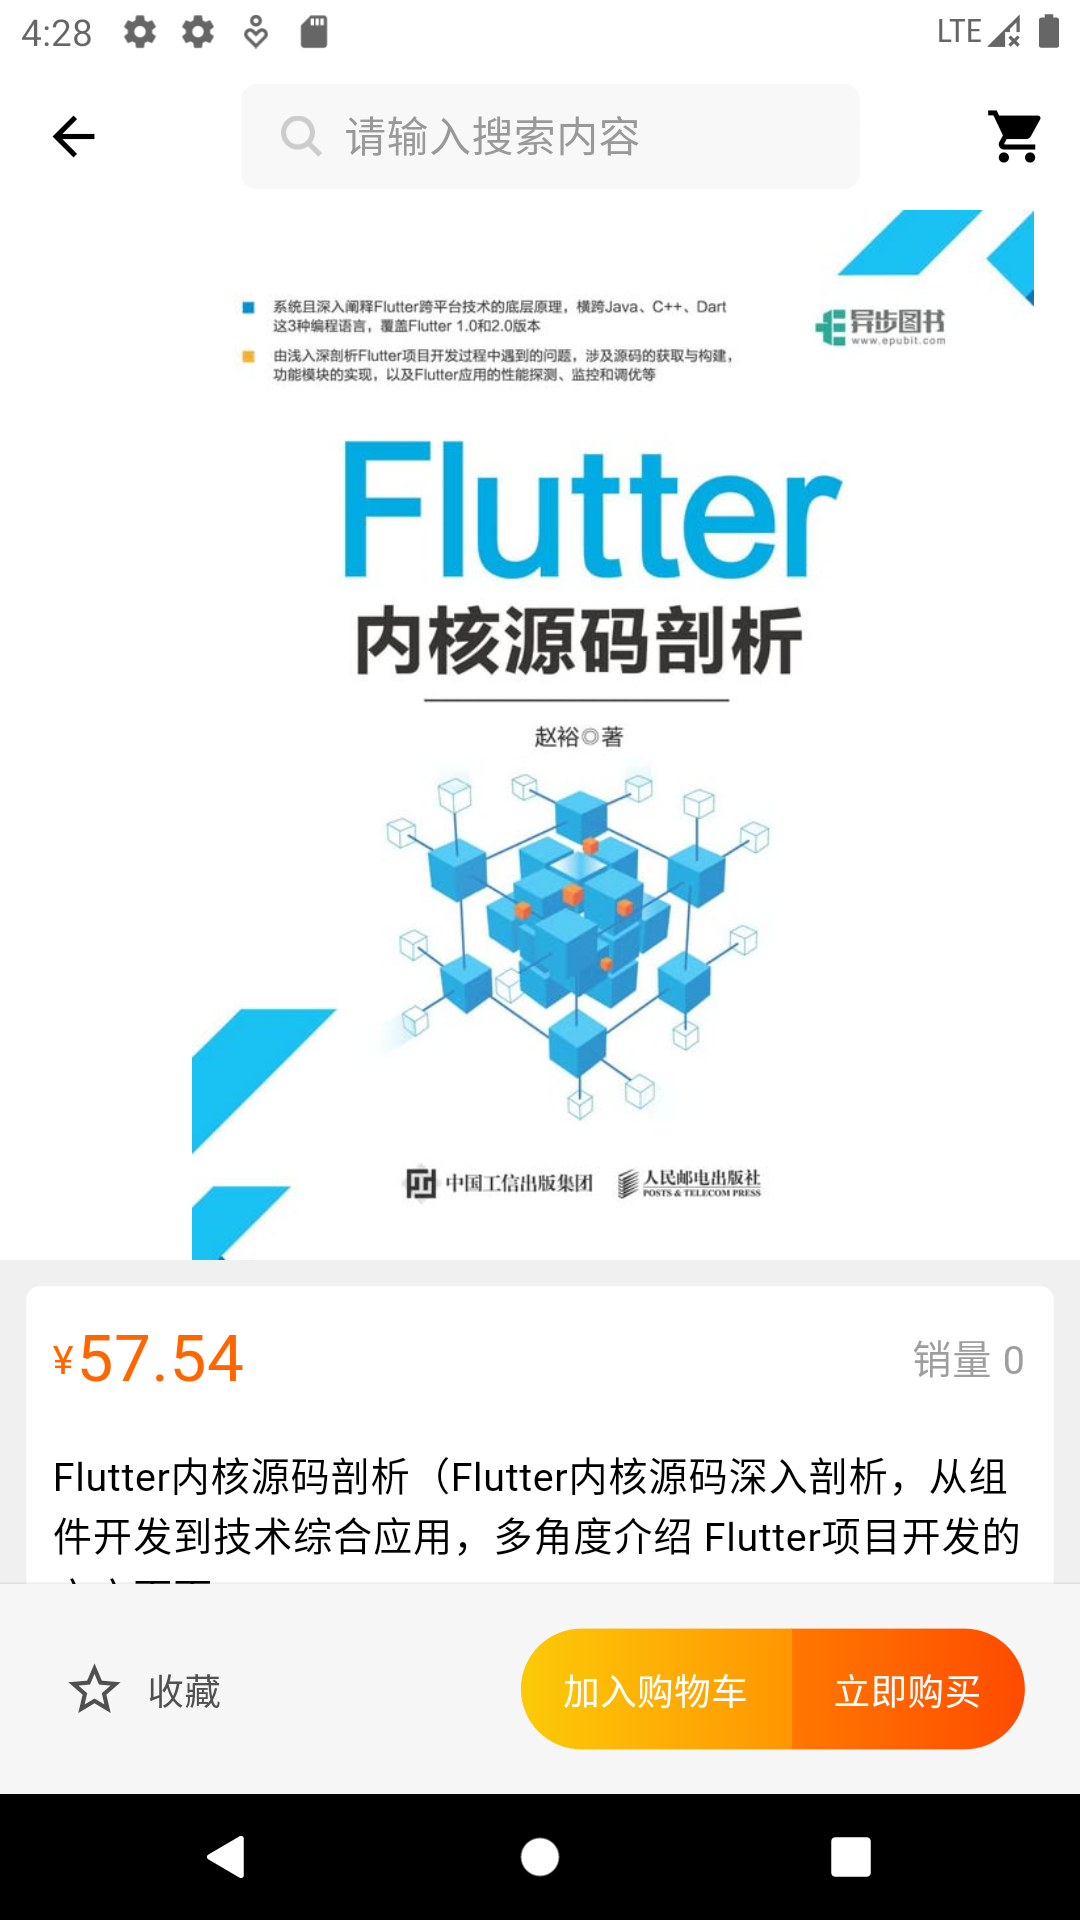 4:28
LTE
请输入搜索内容
系统且深入阐释Flutter跨平台技术的底层原理，横跨Java、C++、Dart
这3种编程语言，覆盖Flutter 1.0和2.0版本
由浅入深剖析Flutter项目开发过程中遇到的问题，涉及源码的获取与构建，
功能模块的实现，以及Flutter应用的性能探测、监控和调优等
异步图书
www.epubit.com
Flutter
内核源码剖析
赵裕◎著
中国工信出版集团
人民邮电出版社
POSTS & TELECOM PRESS
¥57.54
销量 0
Flutter内核源码剖析（Flutter内核源码深入剖析，从组
件开发到技术综合应用，多角度介绍 Flutter项目开发的
收藏
加入购物车
立即购买